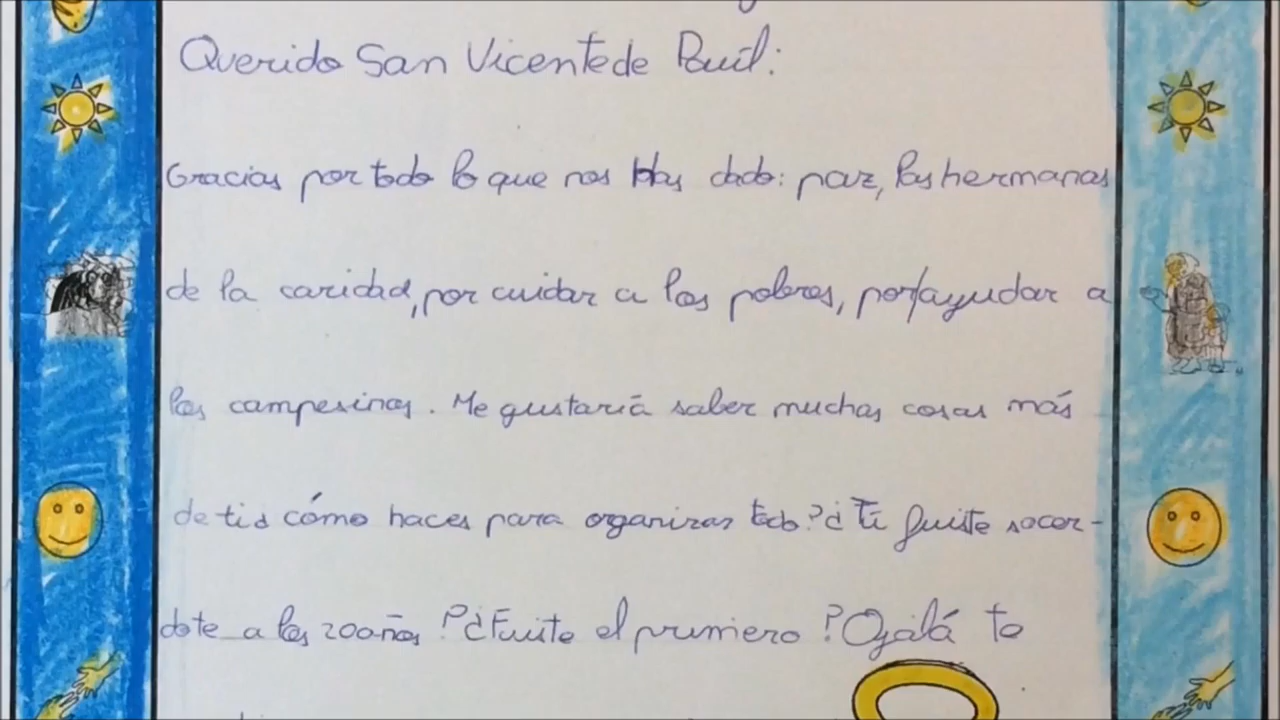 Querido San Vicente de Paúl:
Gracias por todo lo que nos has dado: paz, las hermanas
de la caridad, por cuidar a los pobres, por ayudar a
los campesinos. Me gustaría saber muchas cosas más
de ti ¿ cómo haces para organizar todo? ¿ Tú fuiste sacer-
dote a los 20 años ? ¿Fuiste el primero ? Ojalá te